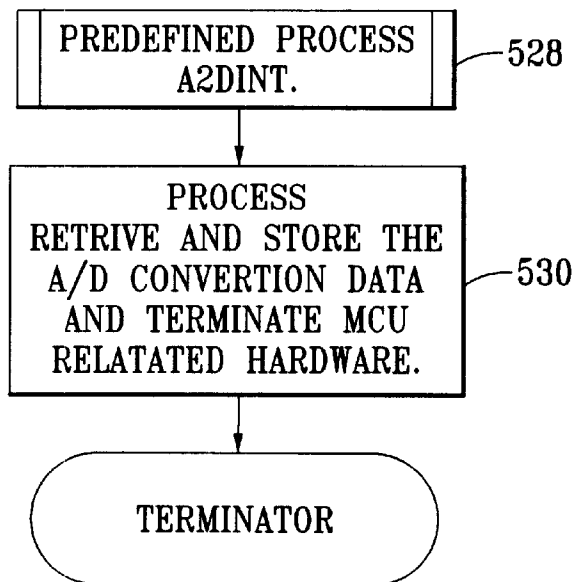 PREDEFINED PROCESS
A2DINT.
528
PROCESS
RETRIVE AND STORE THE
A/D CONVERTION DATA
AND TERMINATE MCU
RELATATED HARDWARE.
530
TERMINATOR